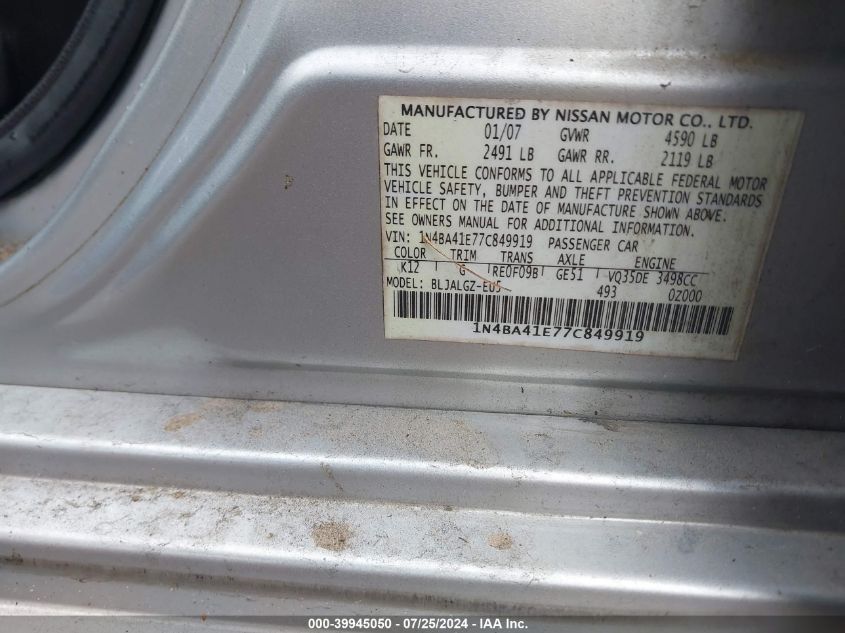 MANUFACTURED BY NISSAN MOTOR CO., LTD.
DATE 01/07 GVWR 4590 LB
GAWR FR. 2491 LB GAWR RR. 2119 LB
THIS VEHICLE CONFORMS TO ALL APPLICABLE FEDERAL MOTOR
VEHICLE SAFETY, BUMPER AND THEFT PREVENTION STANDARDS
IN EFFECT ON THE DATE OF MANUFACTURE SHOWN ABOVE.
SEE OWNERS MANUAL FOR ADDITIONAL INFORMATION.
VIN: 1N4BA41E77C849919 PASSENGER CAR
COLOR TRIM TRANS AXLE ENGINE
K12 G RE0F09B GE51 VQ35DE 3498CC
MODEL: BLJALGZ-EU5 493 0Z000
1N4BA41E77C849919
000-39945050 - 07/25/2024 - IAA Inc.